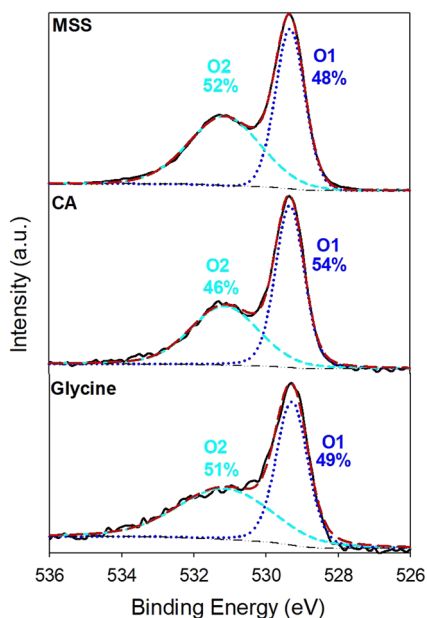 MSS
O2
52%
O1
48%
CA
O2
46%
O1
54%
Glycine
O2
51%
O1
49%
Intensity (a.u.)
536 534 532 530 528 526
Binding Energy (eV)